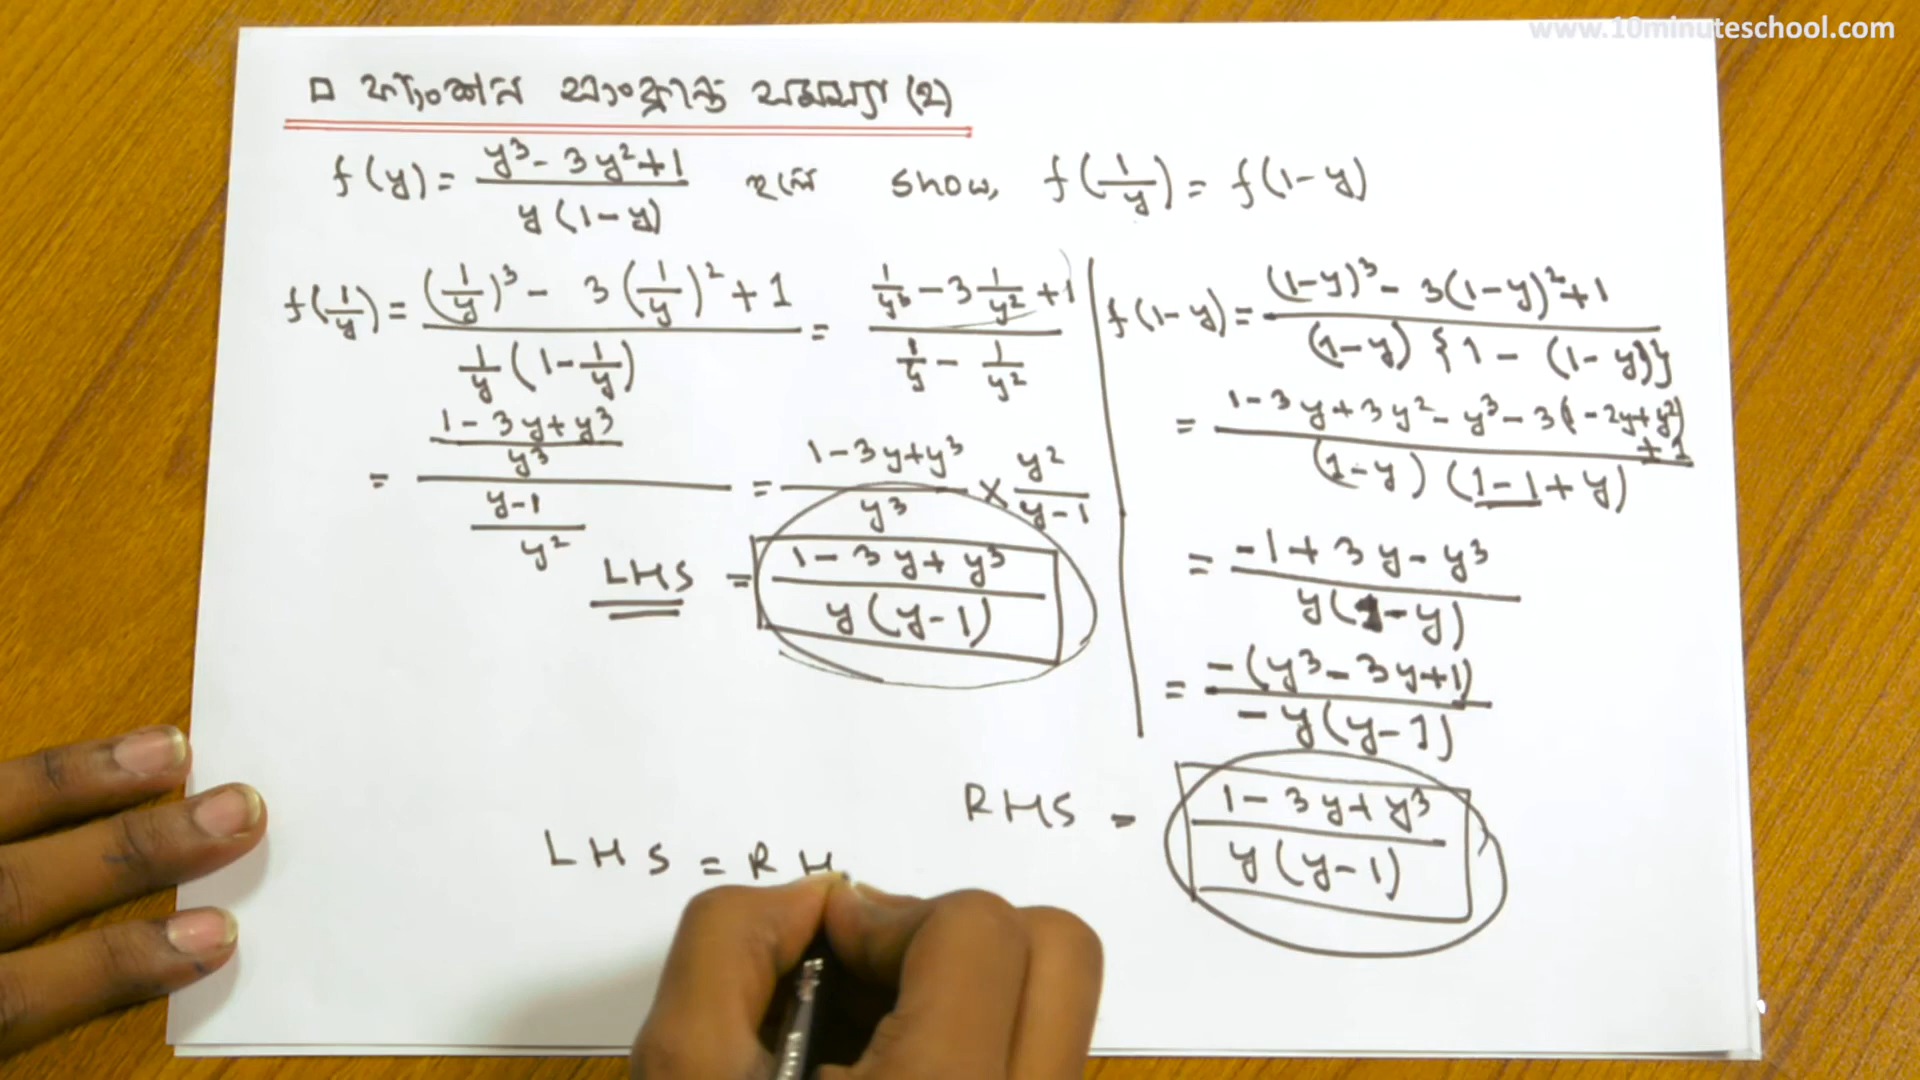 www.10minuteschool.com
□ ফাংশন সংক্রান্ত সমস্যা (২)
f(y) = (y³ - 3y² + 1) / (y(1 - y)) হলে show, f(1/y) = f(1 - y)
f(1/y) = ((1/y)³ - 3(1/y)² + 1) / (1/y (1 - 1/y)) = (1/y³ - 3 1/y² + 1) / (1/y - 1/y²)
= ((1 - 3y + y³)/y³) / ((y - 1)/y²) = (1 - 3y + y³)/y³ × y²/(y - 1)
LHS = (1 - 3y + y³) / (y(y - 1))
f(1 - y) = ((1 - y)³ - 3(1 - y)² + 1) / ((1 - y){1 - (1 - y)})
= (1 - 3y + 3y² - y³ - 3(1 - 2y + y²) + 1) / ((1 - y)(1 - 1 + y))
= (-1 + 3y - y³) / (y(1 - y))
= (-(y³ - 3y + 1)) / (-y(y - 1))
RHS = (1 - 3y + y³) / (y(y - 1))
LHS = RH